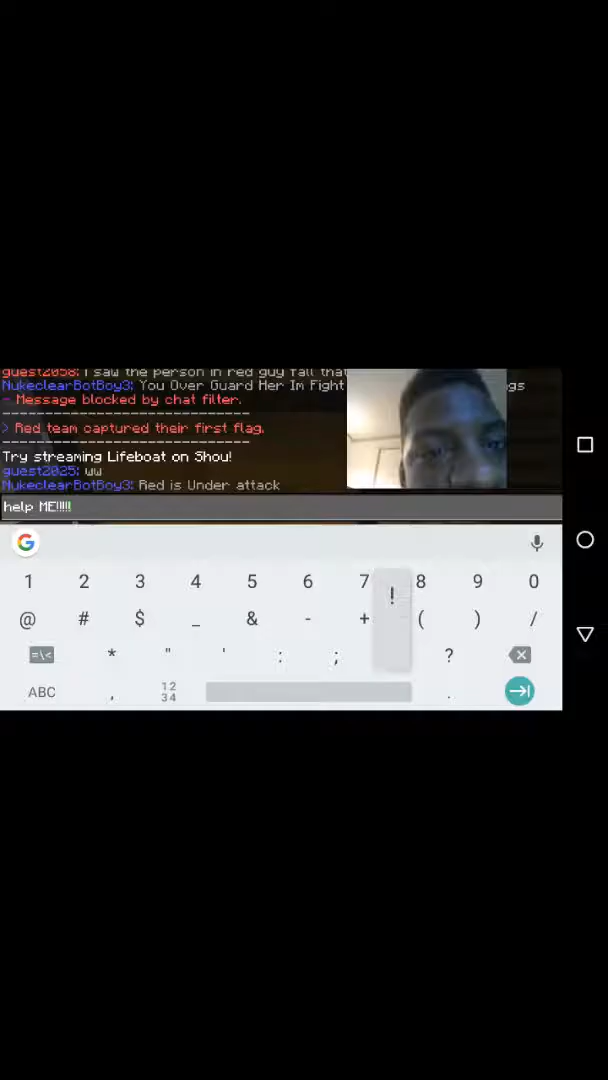 guest2058: I saw the person in red guy fall that
NukeclearBotBoy3: You Over Guard Her Im Fight gs
- Message blocked by chat filter.
-----------------------------
> Red team captured their first flag.
-----------------------------
Try streaming Lifeboat on Shou!
guest2025: ww
NukeclearBotBoy3: Red is Under attack
help ME!!!!!
1 2 3 4 5 6 7 8 9 0
@ # $ _ & - + ! ( ) /
=\< * " ' : ; ?
ABC , 1234 .